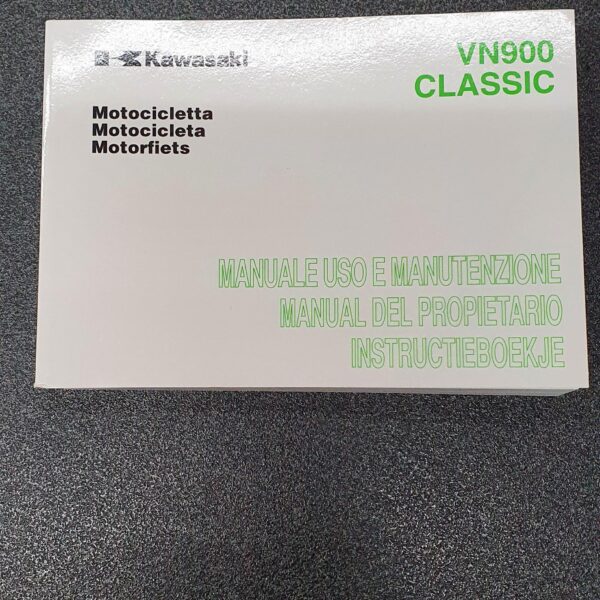 Kawasaki
VN900
CLASSIC
Motocicletta
Motocicleta
Motorfiets
MANUALE USO E MANUTENZIONE
MANUAL DEL PROPIETARIO
INSTRUCTIEBOEKJE